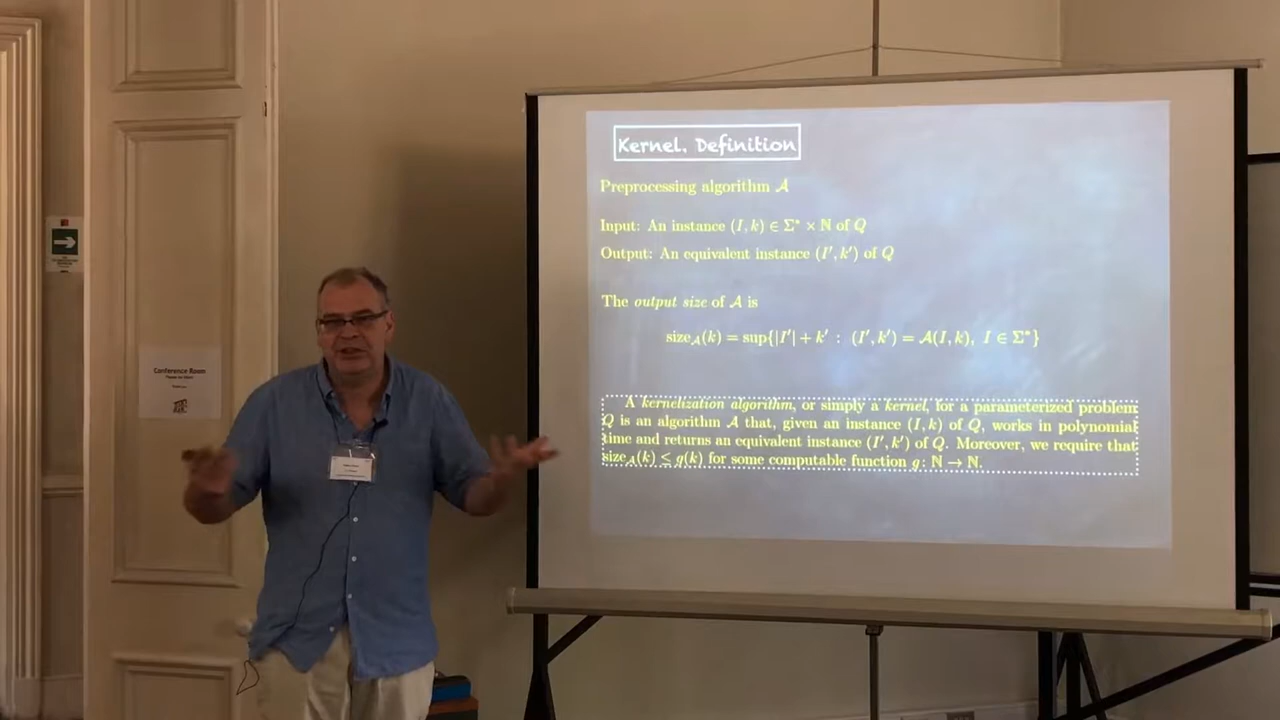 Kernel. Definition
Preprocessing algorithm 𝒜
Input: An instance (I, k) ∈ Σ* × ℕ of Q
Output: An equivalent instance (I′, k′) of Q
The output size of 𝒜 is
size𝒜(k) = sup{|I′| + k′ : (I′, k′) = 𝒜(I, k), I ∈ Σ*}
A kernelization algorithm, or simply a kernel, for a parameterized problem
Q is an algorithm 𝒜 that, given an instance (I, k) of Q, works in polynomial
time and returns an equivalent instance (I′, k′) of Q. Moreover, we require that
size𝒜(k) ≤ g(k) for some computable function g: ℕ → ℕ.
Conference Room